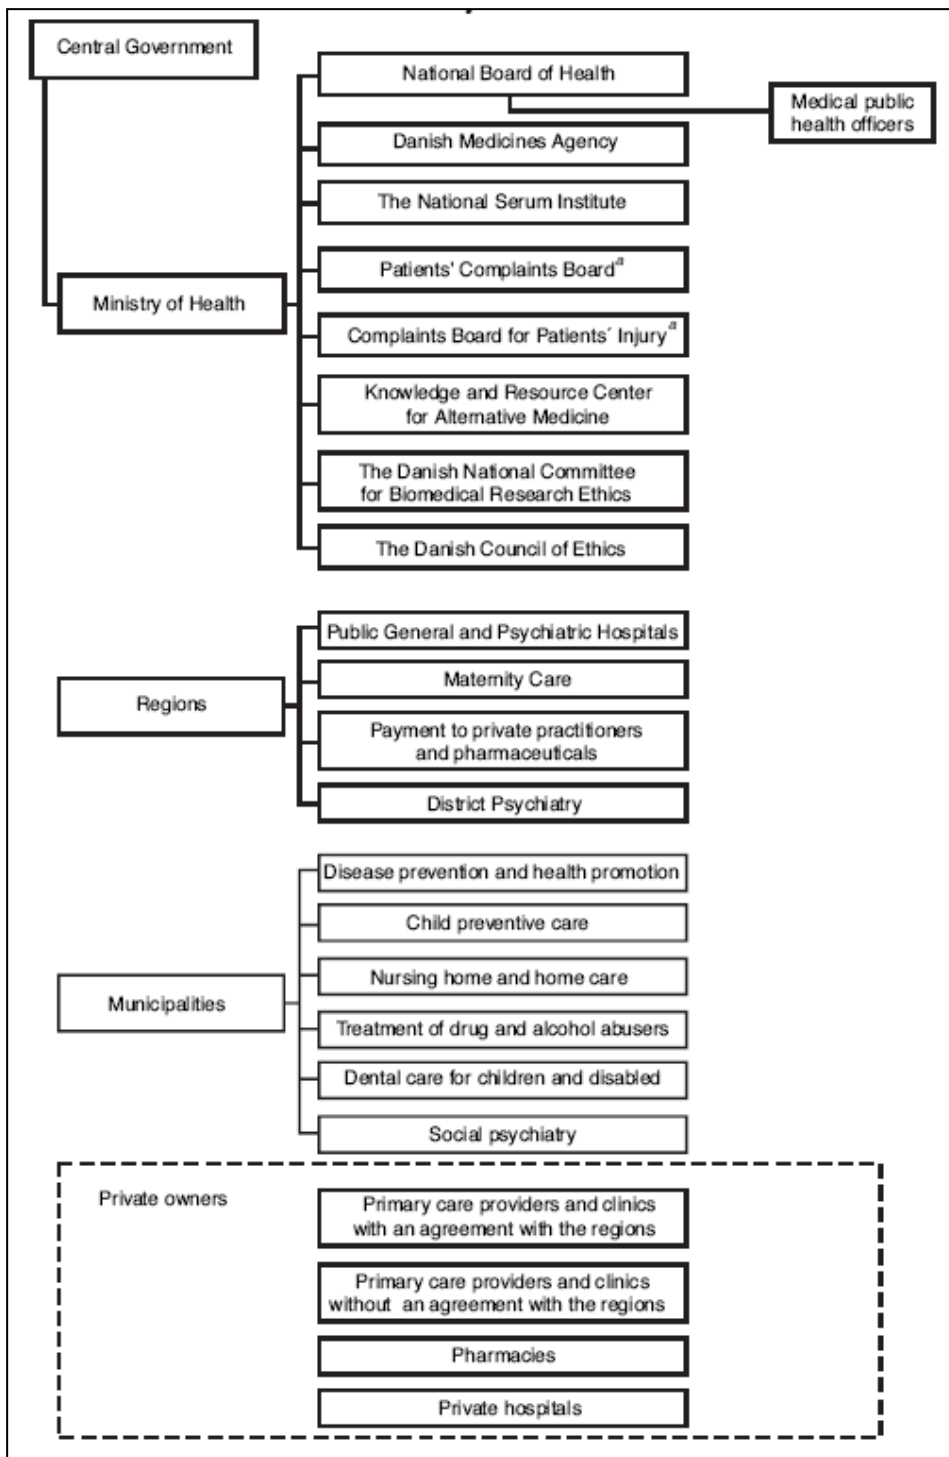 Central Government
National Board of Health
Medical public
health officers
Danish Medicines Agency
The National Serum Institute
Patients' Complaints Board a
Ministry of Health
Complaints Board for Patients´ Injury a
Knowledge and Resource Center
for Alternative Medicine
The Danish National Committee
for Biomedical Research Ethics
The Danish Council of Ethics
Public General and Psychiatric Hospitals
Maternity Care
Regions
Payment to private practitioners
and pharmaceuticals
District Psychiatry
Disease prevention and health promotion
Child preventive care
Nursing home and home care
Municipalities
Treatment of drug and alcohol abusers
Dental care for children and disabled
Social psychiatry
Private owners
Primary care providers and clinics
with an agreement with the regions
Primary care providers and clinics
without an agreement with the regions
Pharmacies
Private hospitals